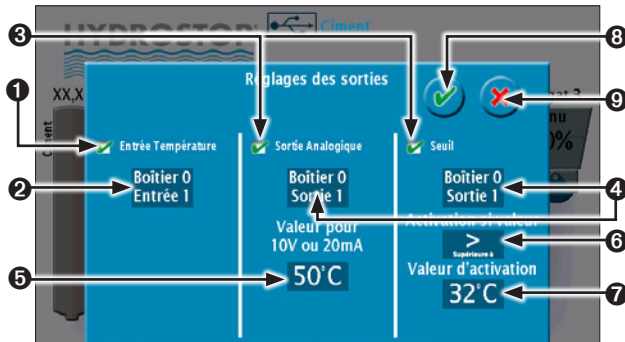 HYDROSTOP
Ciment
Réglages des sorties
XX,X
Ciment
Entrée Température
Sortie Analogique
Seuil
Boîtier 0
Entrée 1
Boîtier 0
Sortie 1
Boîtier 0
Sortie 1
Valeur pour
10V ou 20mA
50°C
Activation si valeur
>
Supérieure à
Valeur d'activation
32°C
1
2
3
4
5
6
7
8
9